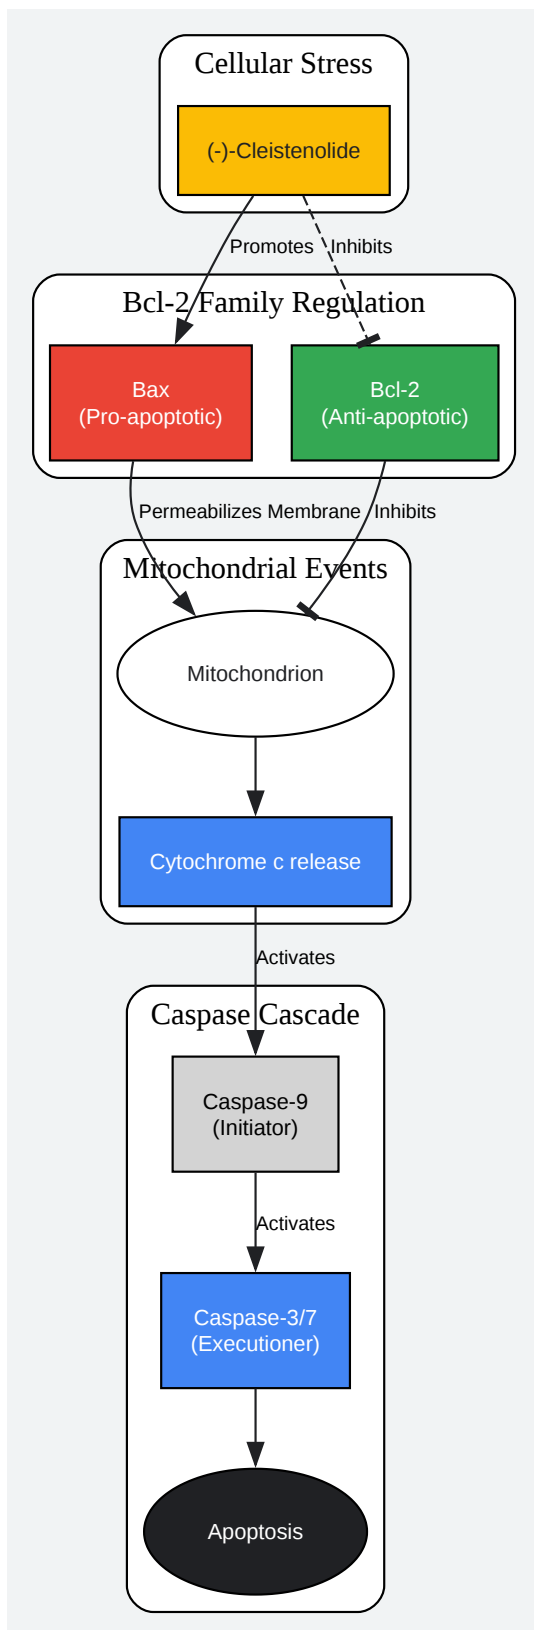 Cellular Stress
(-)-Cleistenolide
Promotes
Inhibits
Bcl-2 Family Regulation
Bax
(Pro-apoptotic)
Bcl-2
(Anti-apoptotic)
Permeabilizes Membrane
Inhibits
Mitochondrial Events
Mitochondrion
Cytochrome c release
Activates
Caspase Cascade
Caspase-9
(Initiator)
Activates
Caspase-3/7
(Executioner)
Apoptosis